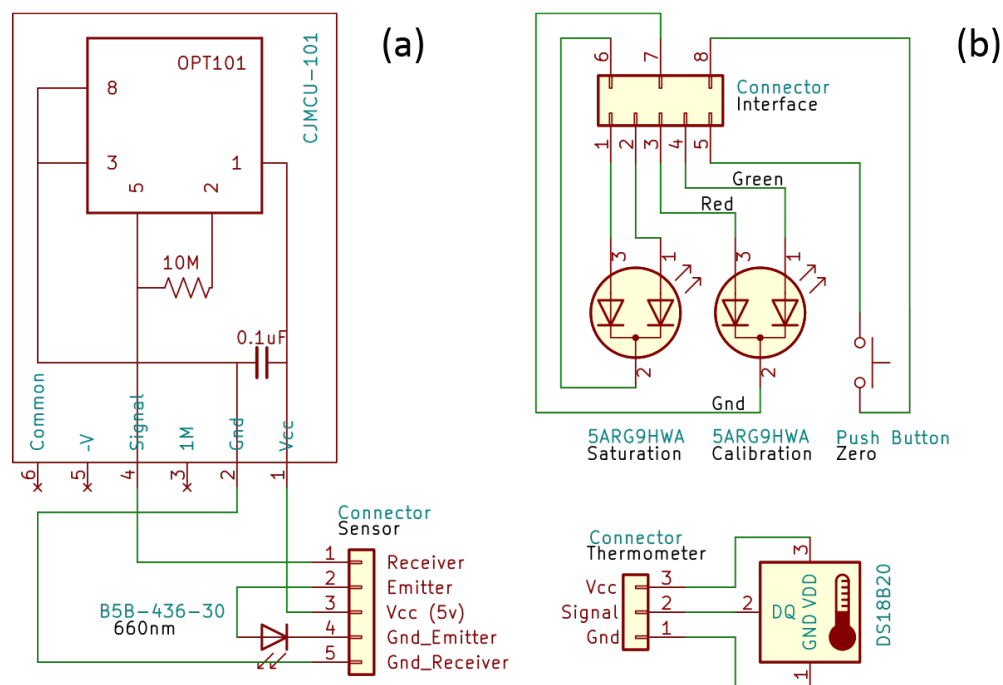 (a)
OPT101
CJMCU-101
8
3
1
5
2
10M
0.1uF
Common
-V
Signal
1M
Gnd
Vcc
6
5
4
3
2
1
Connector
Sensor
1
Receiver
2
Emitter
3
Vcc (5v)
4
Gnd_Emitter
5
Gnd_Receiver
B5B-436-30
660nm
(b)
6
7
8
Connector
Interface
1
2
3
4
5
Green
Red
3
1
3
1
2
2
Gnd
5ARG9HWA
Saturation
5ARG9HWA
Calibration
Push Button
Zero
Connector
Thermometer
Vcc
3
Signal
2
Gnd
1
3
2
DQ
GND
VDD
1
DS18B20